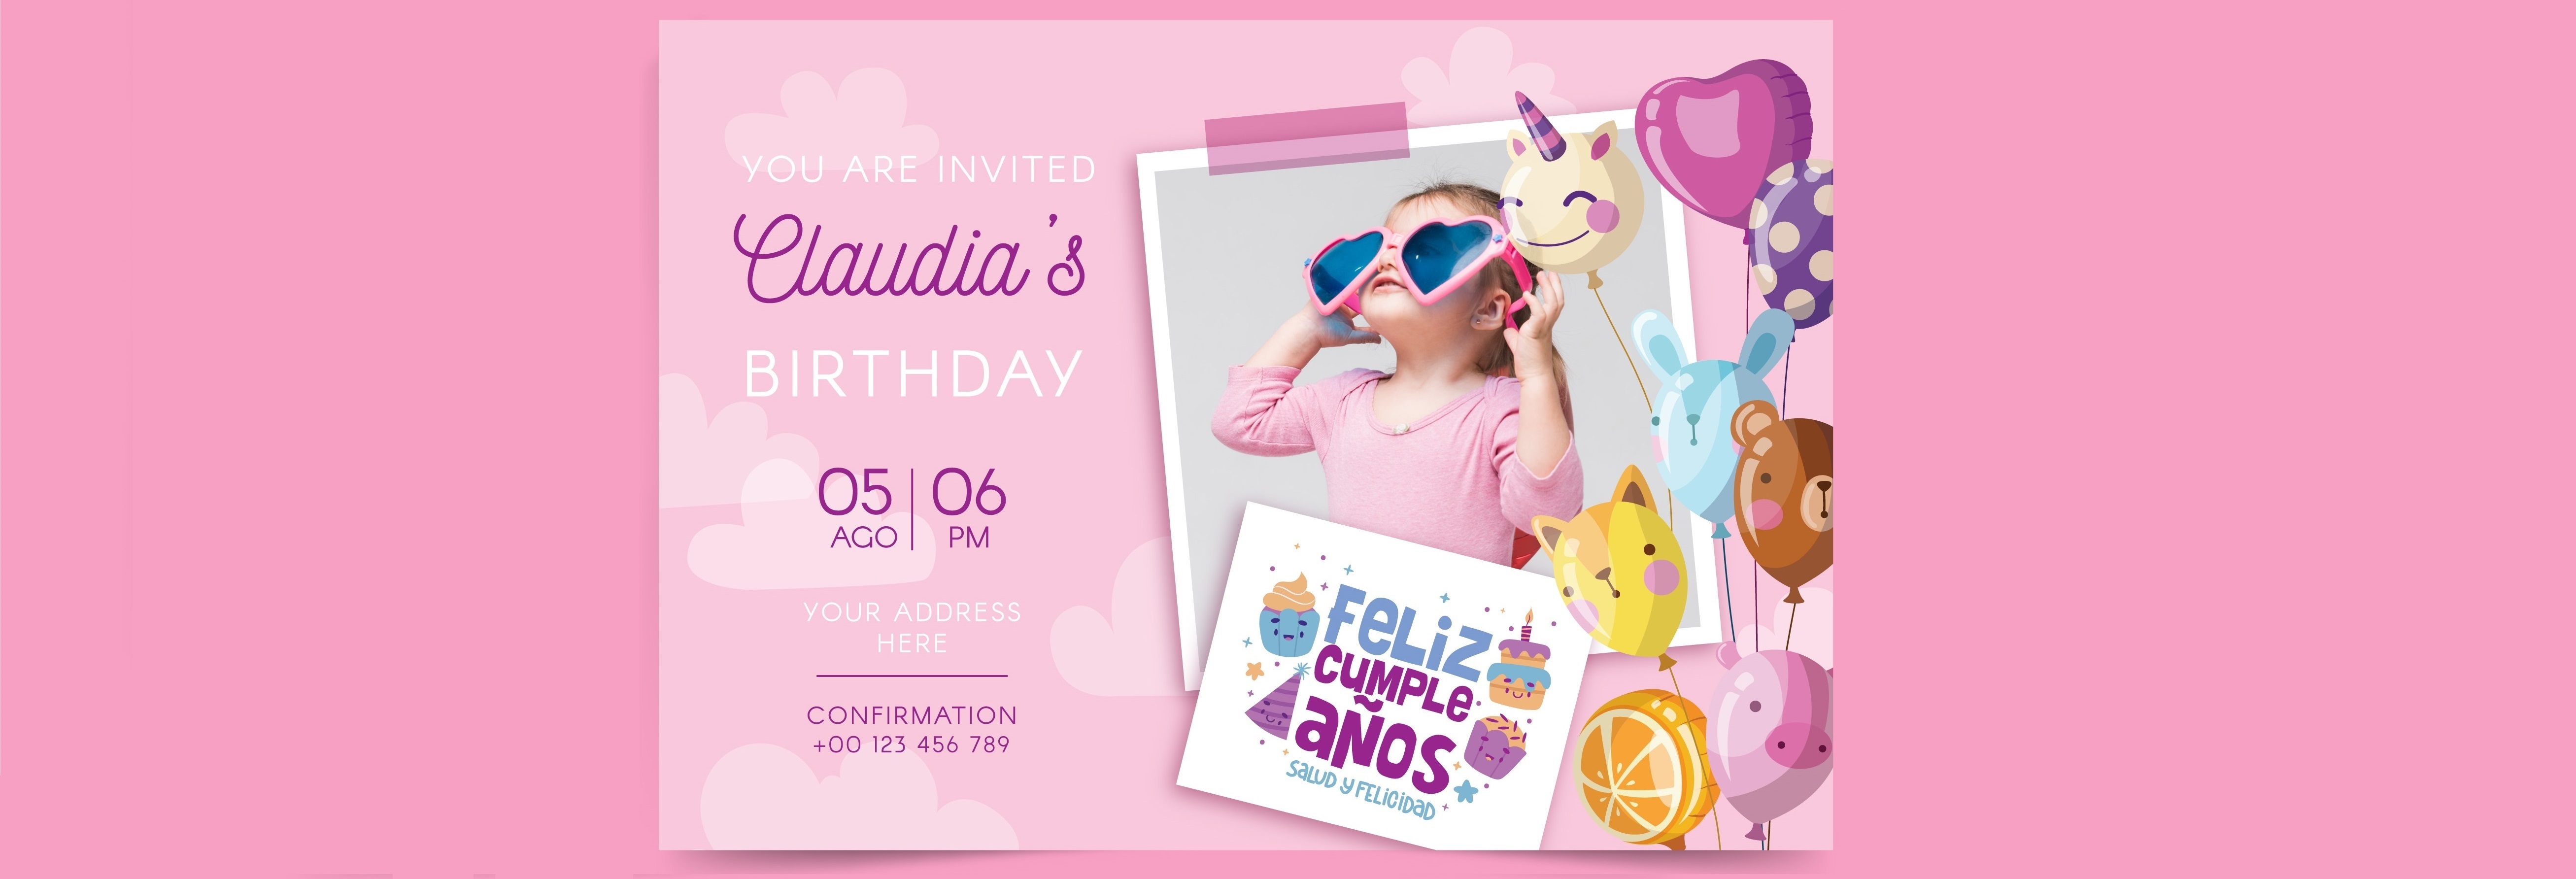 YOU ARE INVITED
Claudia's
BIRTHDAY
05 | 06
AGO | PM
YOUR ADDRESS
HERE
CONFIRMATION
+00 123 456 789
FELiZ
CUMPLe
aÑOS
SALUD y FELiCiDAD